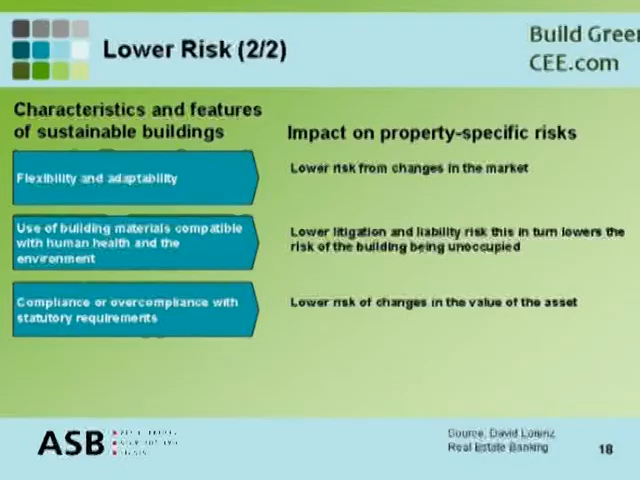 Lower Risk (2/2)
Build Green
CEE.com
Characteristics and features
of sustainable buildings
Impact on property-specific risks
Flexibility and adaptability
Lower risk from changes in the market
Use of building materials compatible
with human health and the
environment
Lower litigation and liability risk this in turn lowers the
risk of the building being unoccupied
Compliance or overcompliance with
statutory requirements
Lower risk of changes in the value of the asset
ASB
Source, David Lorenz
Real Estate Banking
18